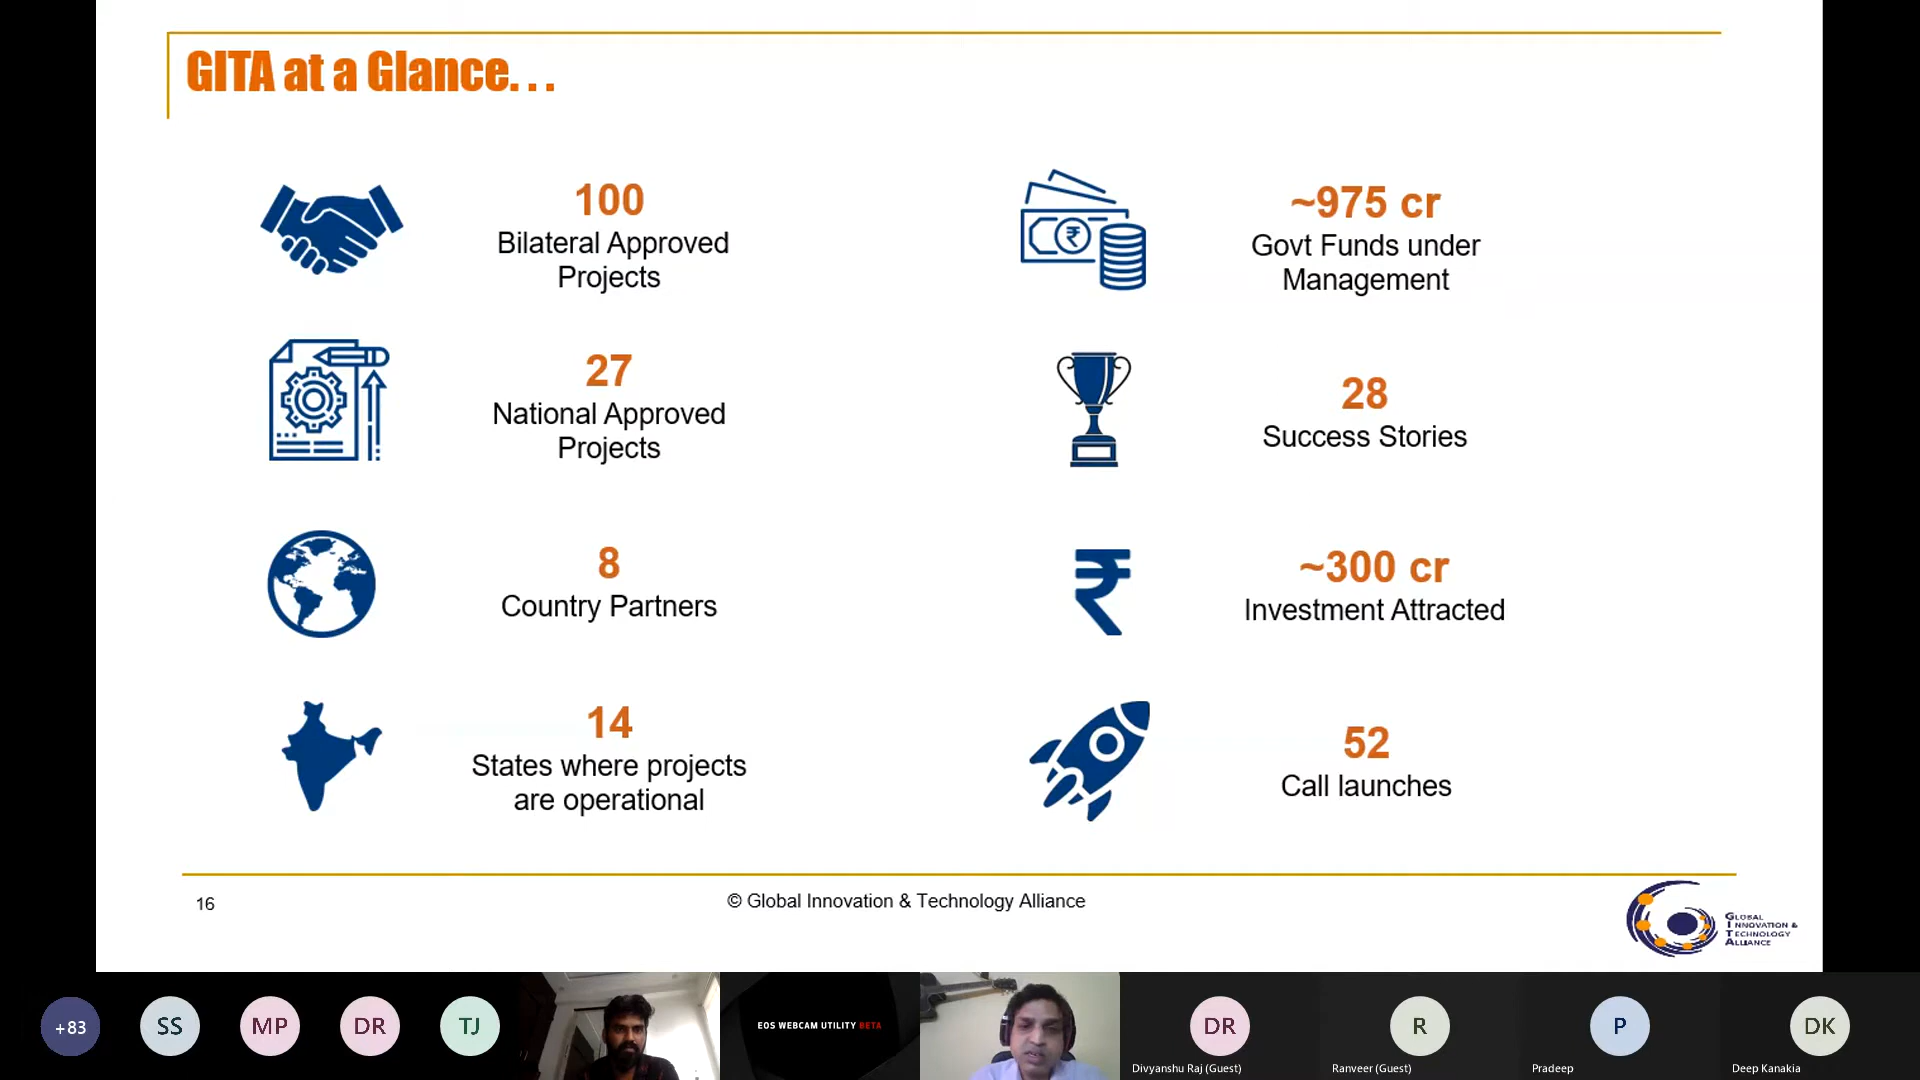 GITA at a Glance. . .
100
Bilateral Approved
Projects
~975 cr
Govt Funds under
Management
27
National Approved
Projects
28
Success Stories
8
Country Partners
~300 cr
Investment Attracted
14
States where projects
are operational
52
Call launches
16
© Global Innovation & Technology Alliance
GLOBAL
INNOVATION &
TECHNOLOGY
ALLIANCE
+83
SS
MP
DR
TJ
EOS WEBCAM UTILITY BETA
DR
Divyanshu Raj (Guest)
R
Ranveer (Guest)
P
Pradeep
DK
Deep Kanakia